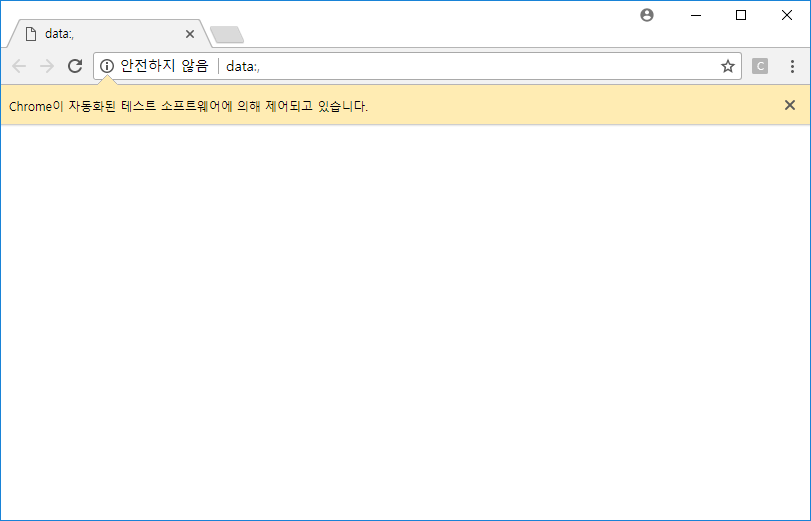 data:,
안전하지 않음 data:,
C
Chrome이 자동화된 테스트 소프트웨어에 의해 제어되고 있습니다.